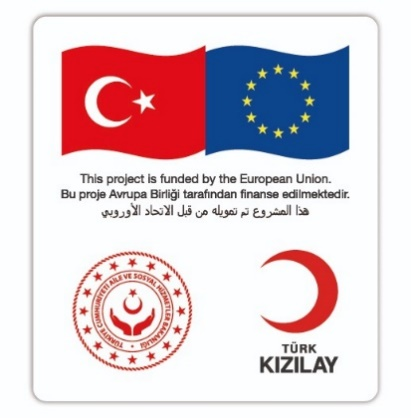 This project is funded by the European Union.
Bu proje Avrupa Birliği tarafından finanse edilmektedir.
هذا المشروع تم تمويله من قبل الاتحاد الأوروبي
TÜRKİYE CUMHURİYETİ AİLE VE SOSYAL HİZMETLER BAKANLIĞI
TÜRK
KIZILAY